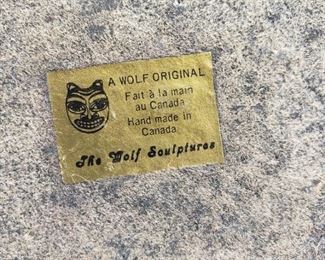 A WOLF ORIGINAL
Fait à la main
au Canada
Hand made in
Canada
The Wolf Sculptures